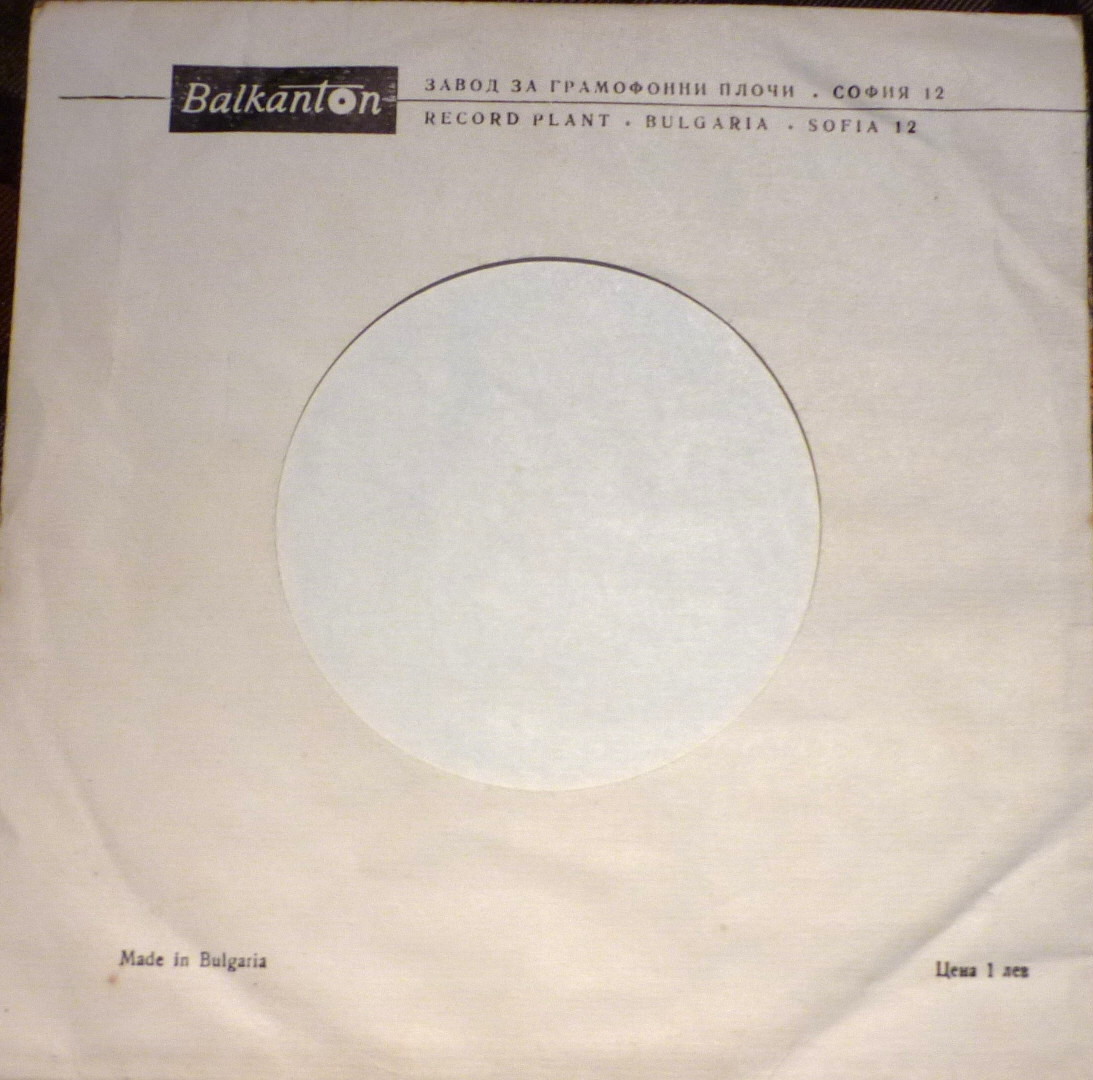 Balkanton
ЗАВОД ЗА ГРАМОФОННИ ПЛОЧИ . СОФИЯ 12
RECORD PLANT . BULGARIA . SOFIA 12
Made in Bulgaria
Цена 1 лев